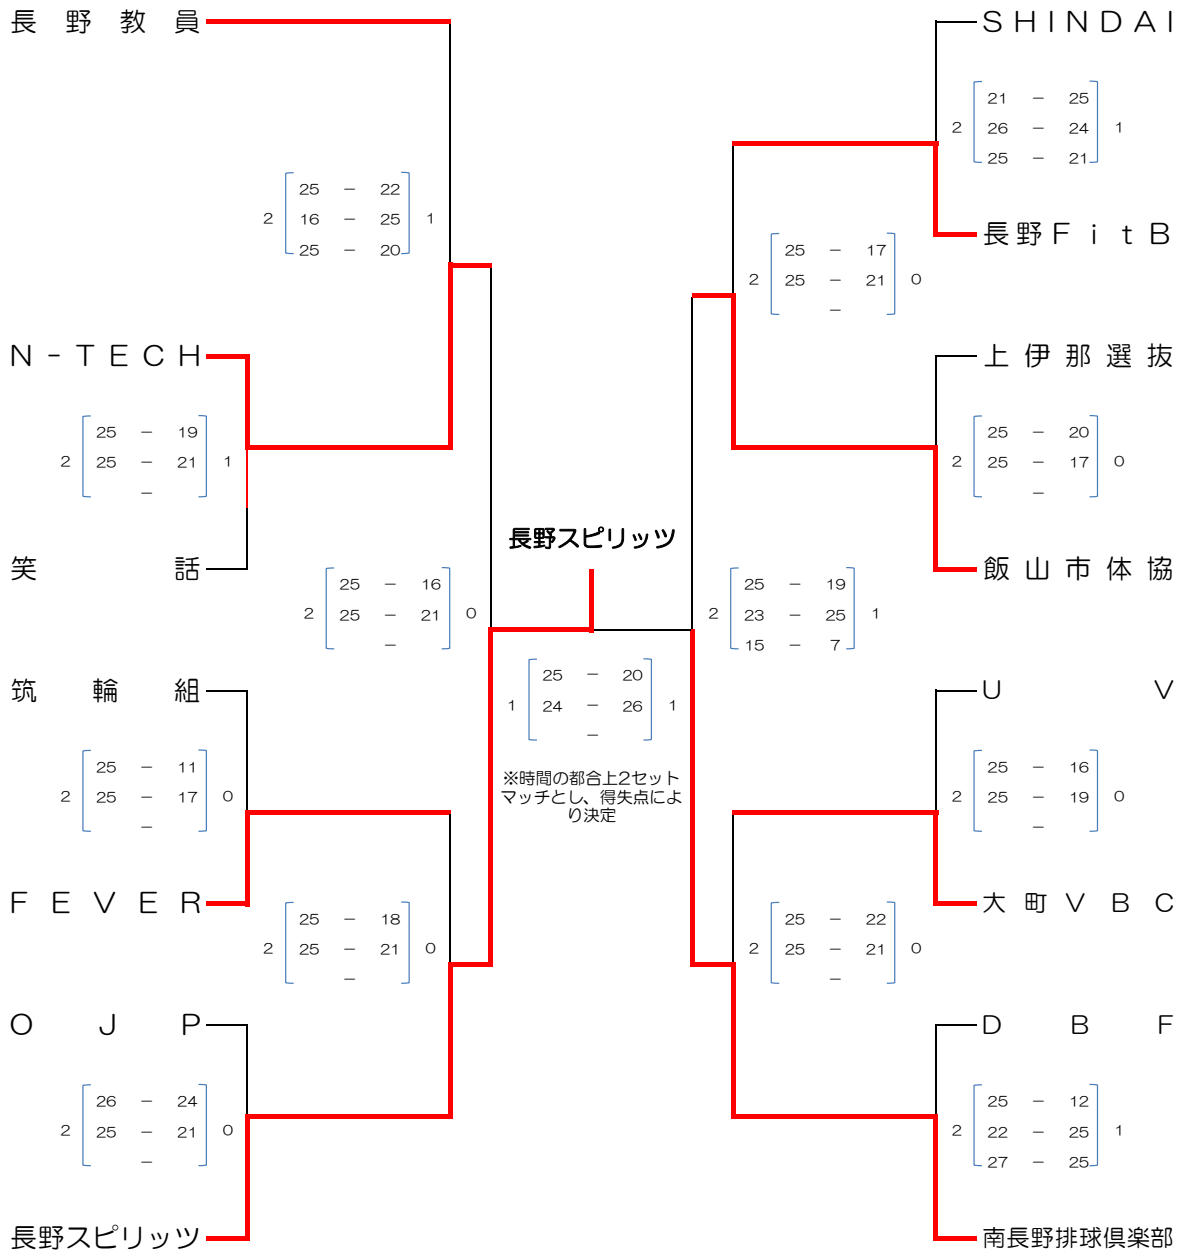 長野教員
2 25 － 22 1
16 － 25
25 － 20
N-TECH
2 25 － 19 1
25 － 21
－
笑話
2 25 － 16 0
25 － 21
－
筑輪組
2 25 － 11 0
25 － 17
－
FEVER
2 25 － 18 0
25 － 21
－
OJP
2 26 － 24 0
25 － 21
－
長野スピリッツ
長野スピリッツ
1 25 － 20 1
24 － 26
－
※時間の都合上2セット
マッチとし、得失点によ
り決定
SHINDAI
2 21 － 25 1
26 － 24
25 － 21
長野FitB
2 25 － 17 0
25 － 21
－
上伊那選抜
2 25 － 20 0
25 － 17
－
飯山市体協
2 25 － 19 1
23 － 25
15 － 7
UV
2 25 － 16 0
25 － 19
－
大町VBC
2 25 － 22 0
25 － 21
－
DBF
2 25 － 12 1
22 － 25
27 － 25
南長野排球倶楽部